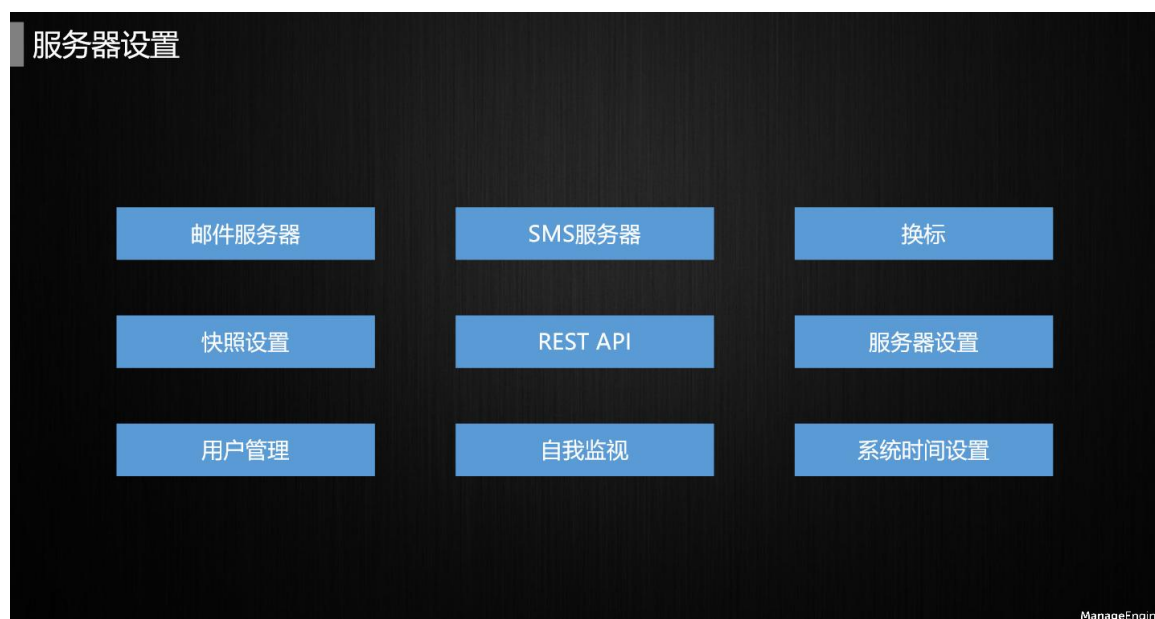 服务器设置
邮件服务器
SMS服务器
换标
快照设置
REST API
服务器设置
用户管理
自我监视
系统时间设置
ManageEngin